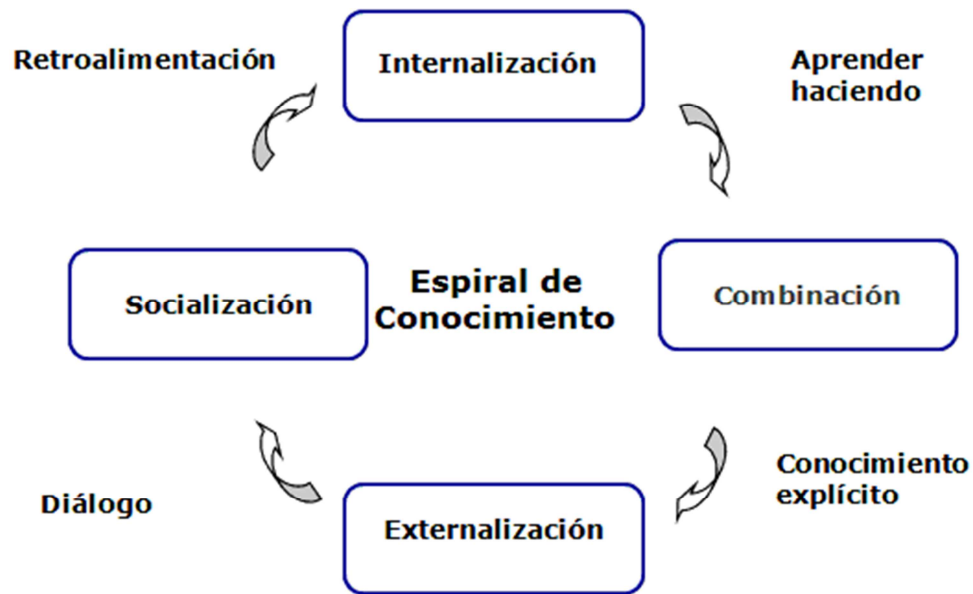 Retroalimentación
Internalización
Aprender
haciendo
Socialización
Espiral de
Conocimiento
Combinación
Diálogo
Externalización
Conocimiento
explícito